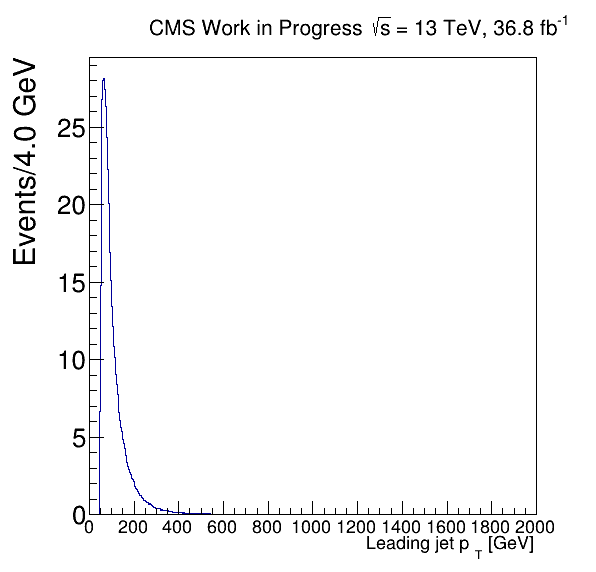 CMS Work in Progress √s = 13 TeV, 36.8 fb⁻¹
Events/4.0 GeV
25
20
15
10
5
0
0 200 400 600 800 1000 1200 1400 1600 1800 2000
Leading jet p T [GeV]